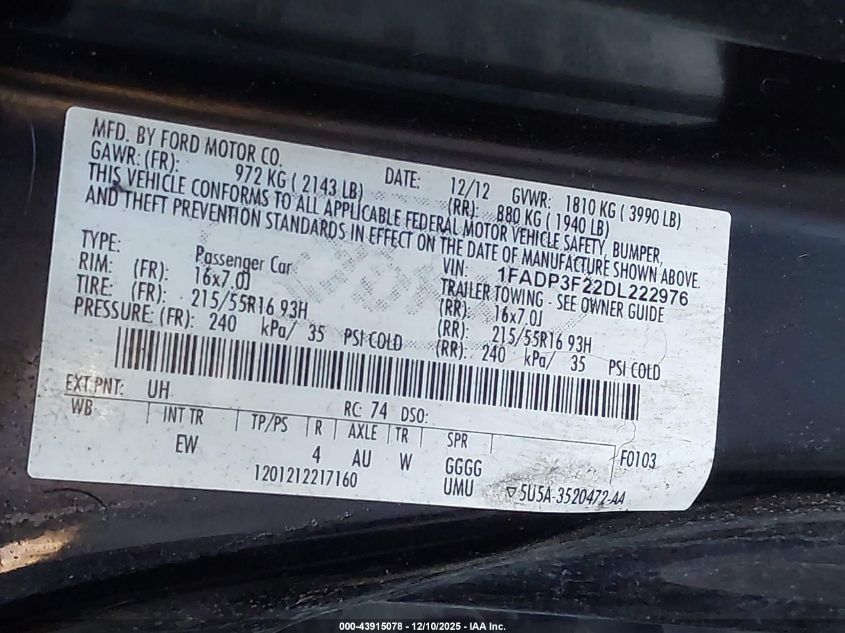 MFD. BY FORD MOTOR CO.
DATE: 12/12 GVWR: 1810 KG ( 3990 LB)
GAWR: (FR): 972 KG ( 2143 LB) (RR): 880 KG ( 1940 LB)
THIS VEHICLE CONFORMS TO ALL APPLICABLE FEDERAL MOTOR VEHICLE SAFETY, BUMPER,
AND THEFT PREVENTION STANDARDS IN EFFECT ON THE DATE OF MANUFACTURE SHOWN ABOVE.
VIN: 1FADP3F22DL222976
TYPE: Passenger Car TRAILER TOWING - SEE OWNER GUIDE
RIM: (FR): 16x7.0J (RR): 16x7.0J
TIRE: (FR): 215/55R16 93H (RR): 215/55R16 93H
PRESSURE: (FR): 240 kPa/ 35 PSI COLD (RR): 240 kPa/ 35 PSI COLD
EXT PNT: UH RC: 74 DSO:
WB INT TR TP/PS R AXLE TR SPR F0103
EW 4 AU W GGGG
1201212217160 UMU ▽5U5A-3520472-AA
000-43915078 - 12/10/2025 - IAA Inc.